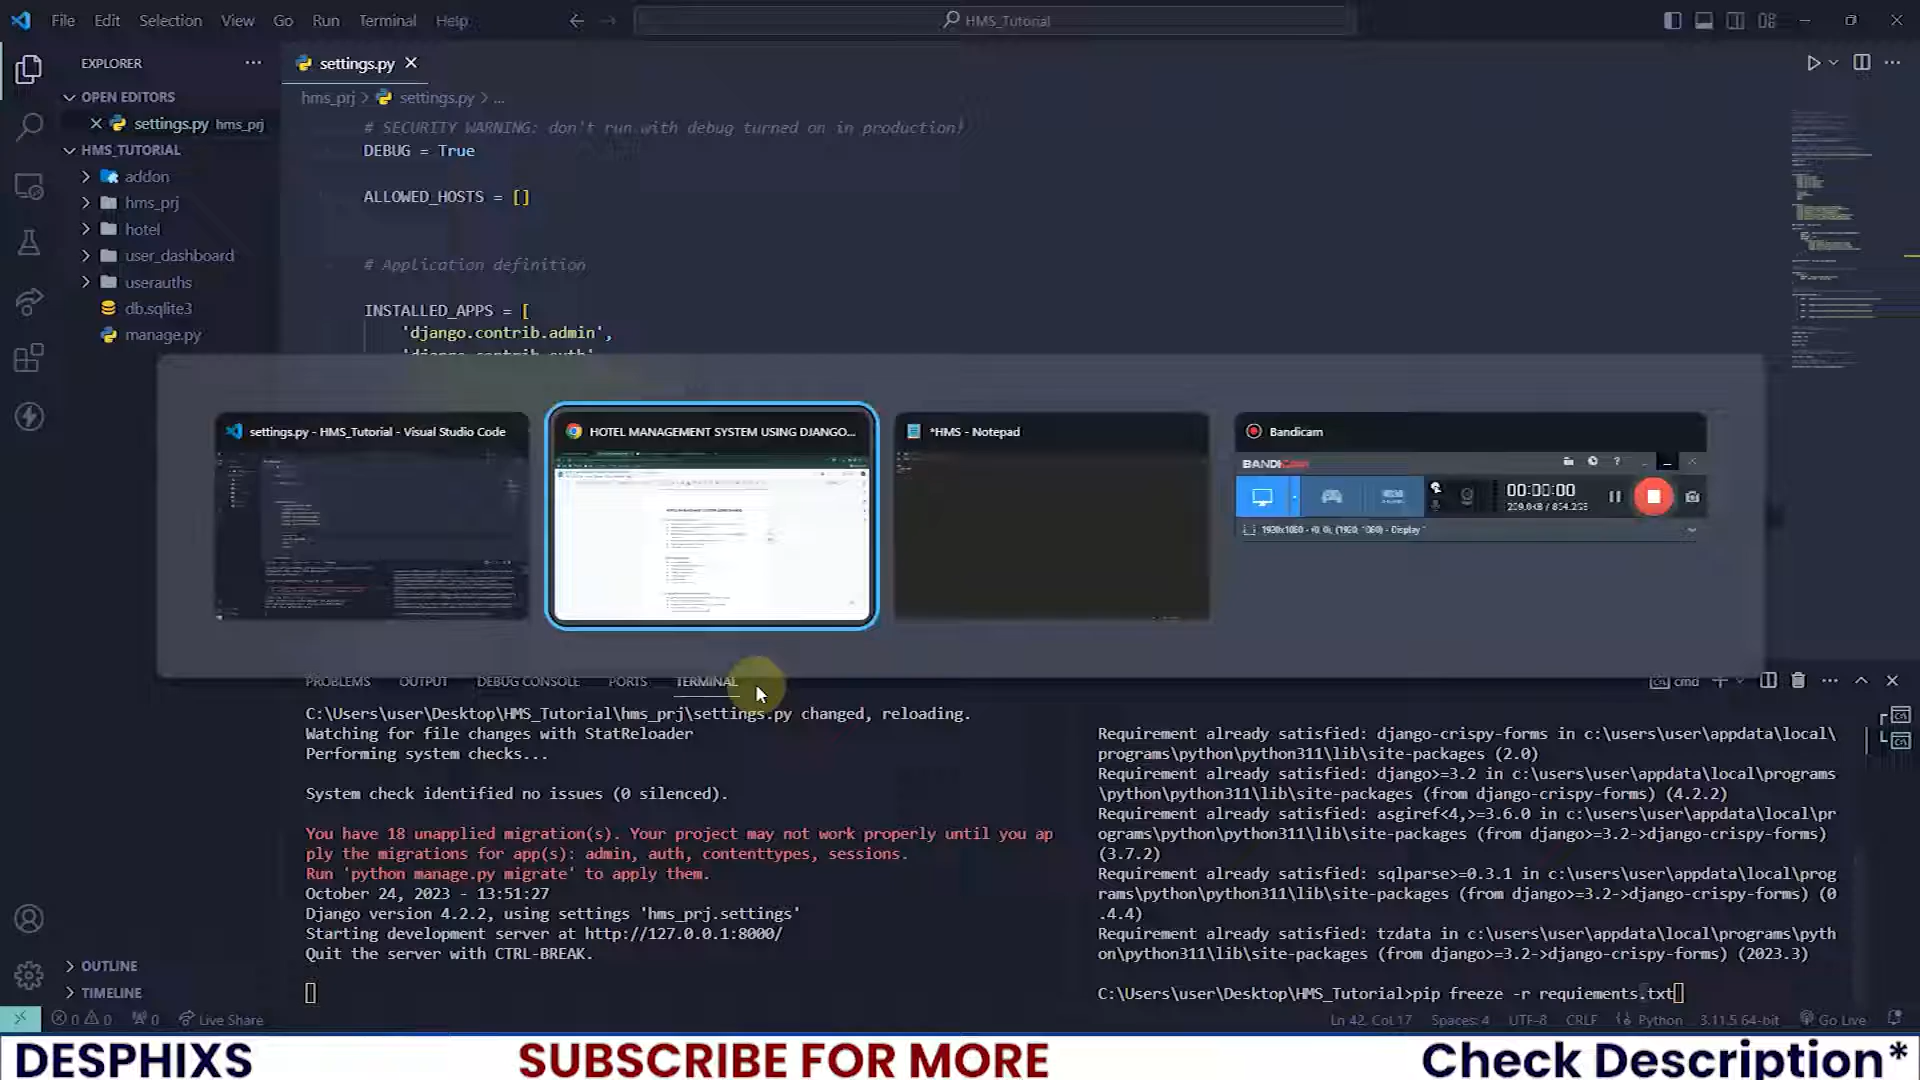 File Edit Selection View Go Run Terminal Help
HMS_Tutorial
EXPLORER
settings.py
OPEN EDITORS
settings.py hms_prj
HMS_TUTORIAL
addon
hms_prj
hotel
user_dashboard
userauths
db.sqlite3
manage.py
hms_prj > settings.py > ...
# SECURITY WARNING: don't run with debug turned on in production!
DEBUG = True
ALLOWED_HOSTS = []
# Application definition
INSTALLED_APPS = [
'django.contrib.admin',
settings.py - HMS_Tutorial - Visual Studio Code
HOTEL MANAGEMENT SYSTEM USING DJANGO...
*HMS - Notepad
Bandicam
BANDICAM
00:00:00
PROBLEMS OUTPUT DEBUG CONSOLE PORTS TERMINAL
cmd
C:\Users\user\Desktop\HMS_Tutorial\hms_prj\settings.py changed, reloading.
Watching for file changes with StatReloader
Performing system checks...
System check identified no issues (0 silenced).
You have 18 unapplied migration(s). Your project may not work properly until you ap
ply the migrations for app(s): admin, auth, contenttypes, sessions.
Run 'python manage.py migrate' to apply them.
October 24, 2023 - 13:51:27
Django version 4.2.2, using settings 'hms_prj.settings'
Starting development server at http://127.0.0.1:8000/
Quit the server with CTRL-BREAK.
Requirement already satisfied: django-crispy-forms in c:\users\user\appdata\local\
programs\python\python311\lib\site-packages (2.0)
Requirement already satisfied: django>=3.2 in c:\users\user\appdata\local\programs
\python\python311\lib\site-packages (from django-crispy-forms) (4.2.2)
Requirement already satisfied: asgiref<4,>=3.6.0 in c:\users\user\appdata\local\pr
ograms\python\python311\lib\site-packages (from django>=3.2->django-crispy-forms)
(3.7.2)
Requirement already satisfied: sqlparse>=0.3.1 in c:\users\user\appdata\local\prog
rams\python\python311\lib\site-packages (from django>=3.2->django-crispy-forms) (0
.4.4)
Requirement already satisfied: tzdata in c:\users\user\appdata\local\programs\pyth
on\python311\lib\site-packages (from django>=3.2->django-crispy-forms) (2023.3)
C:\Users\user\Desktop\HMS_Tutorial>pip freeze -r requiements.txt
OUTLINE
TIMELINE
0 0 0 Live Share
Ln 42, Col 17 Spaces: 4 UTF-8 CRLF Python 3.11.5 64-bit Go Live
DESPHIXS SUBSCRIBE FOR MORE Check Description*